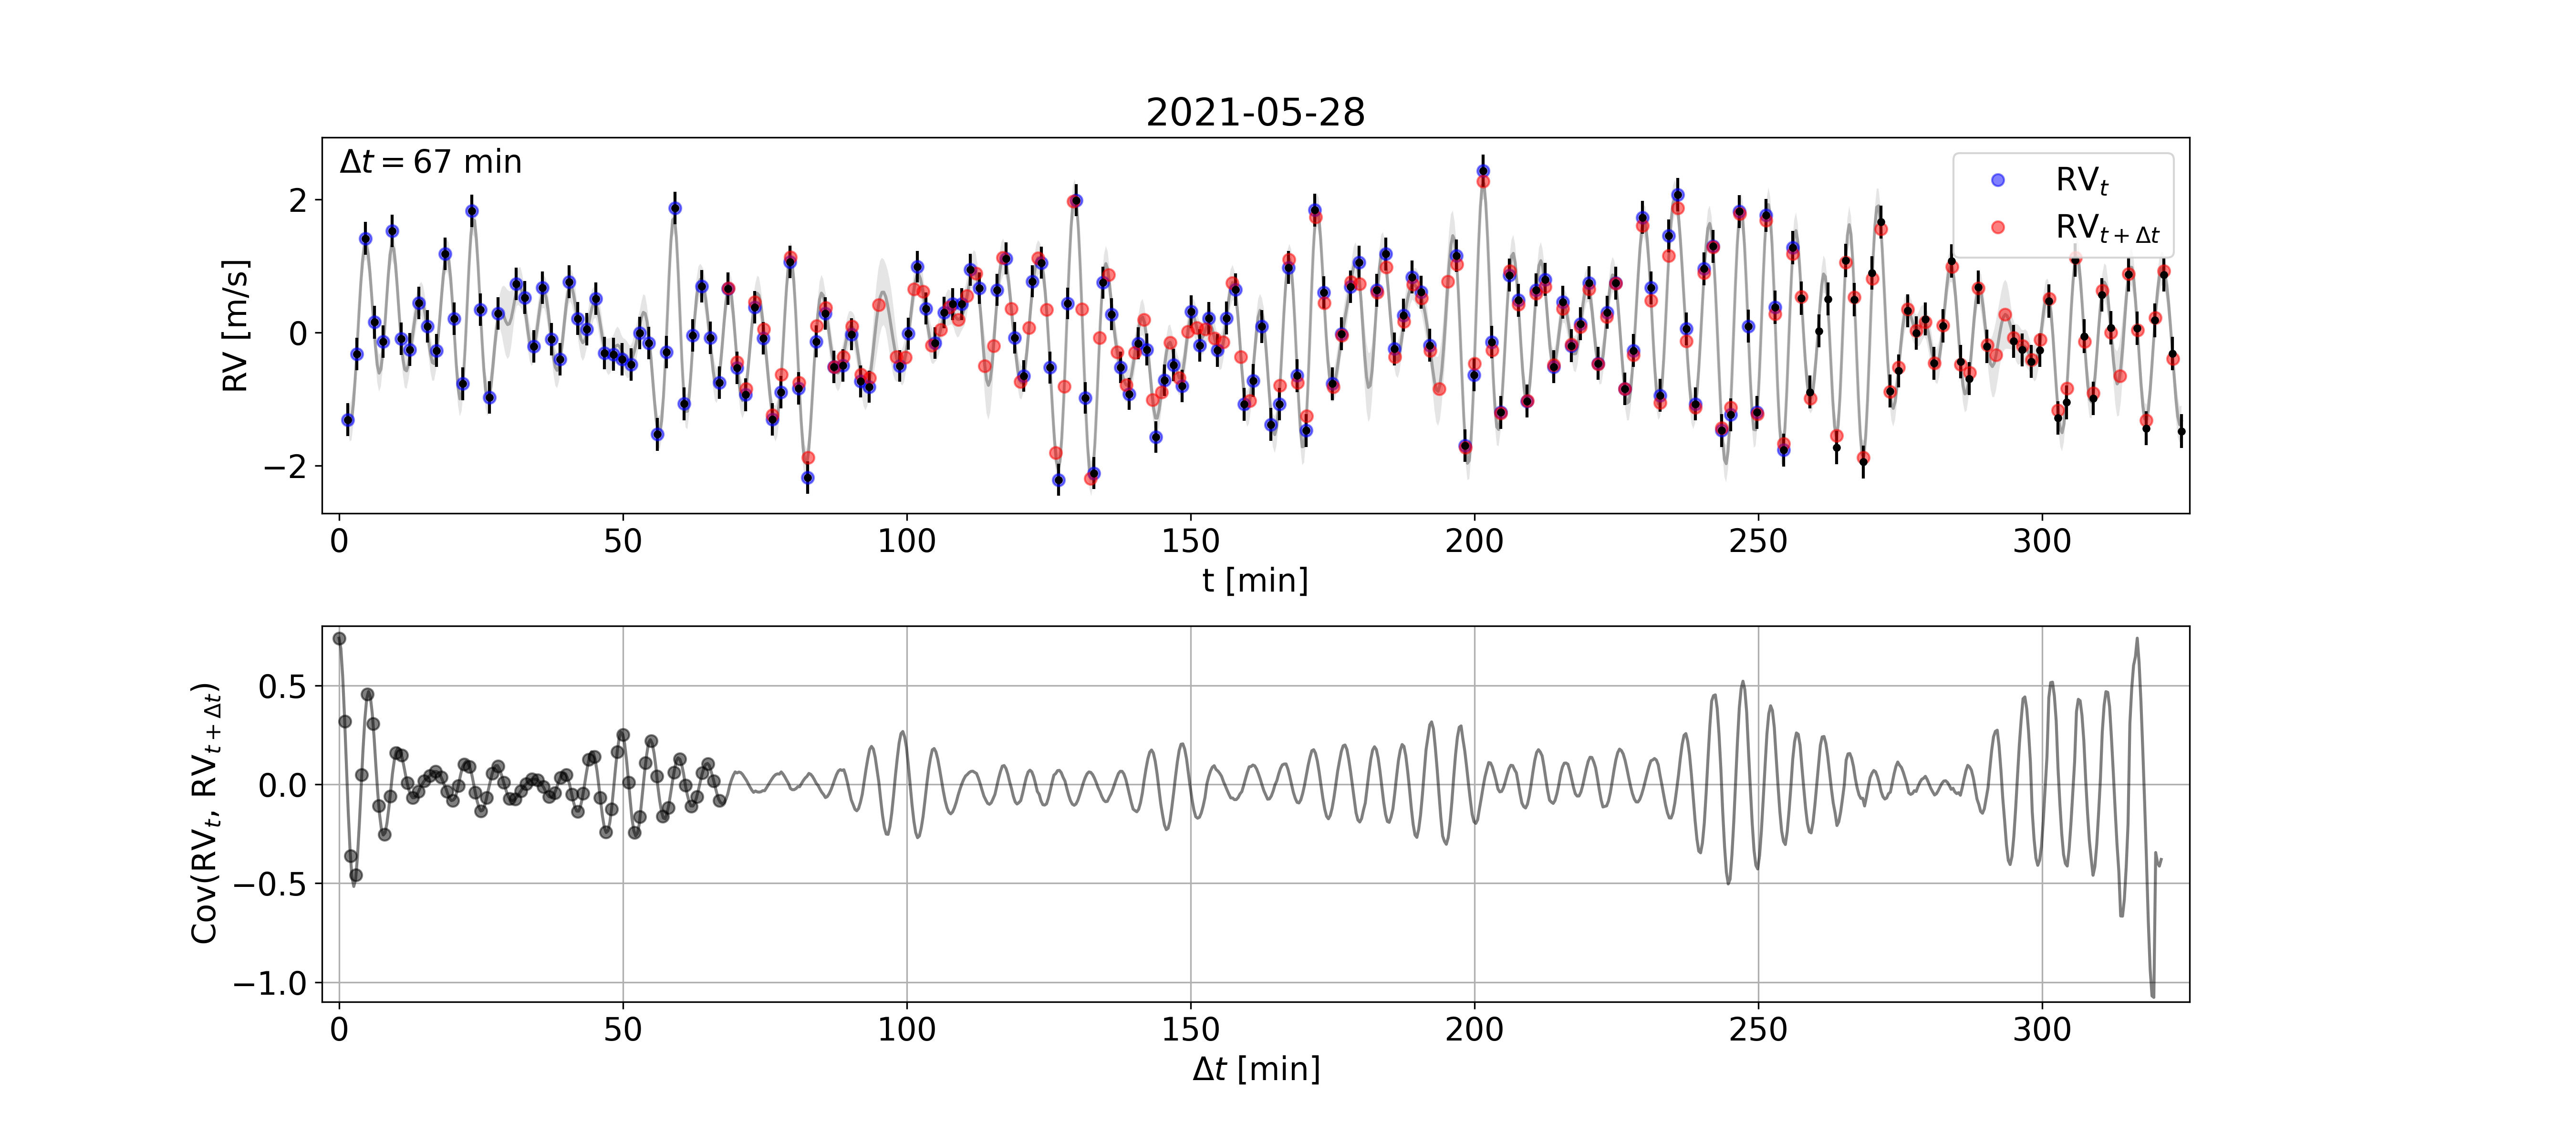 2021-05-28
Δt = 67 min
RV_t
RV_{t+Δt}
RV [m/s]
2
0
−2
0 50 100 150 200 250 300
t [min]
Cov(RV_t, RV_{t+Δt})
0.5
0.0
−0.5
−1.0
0 50 100 150 200 250 300
Δt [min]